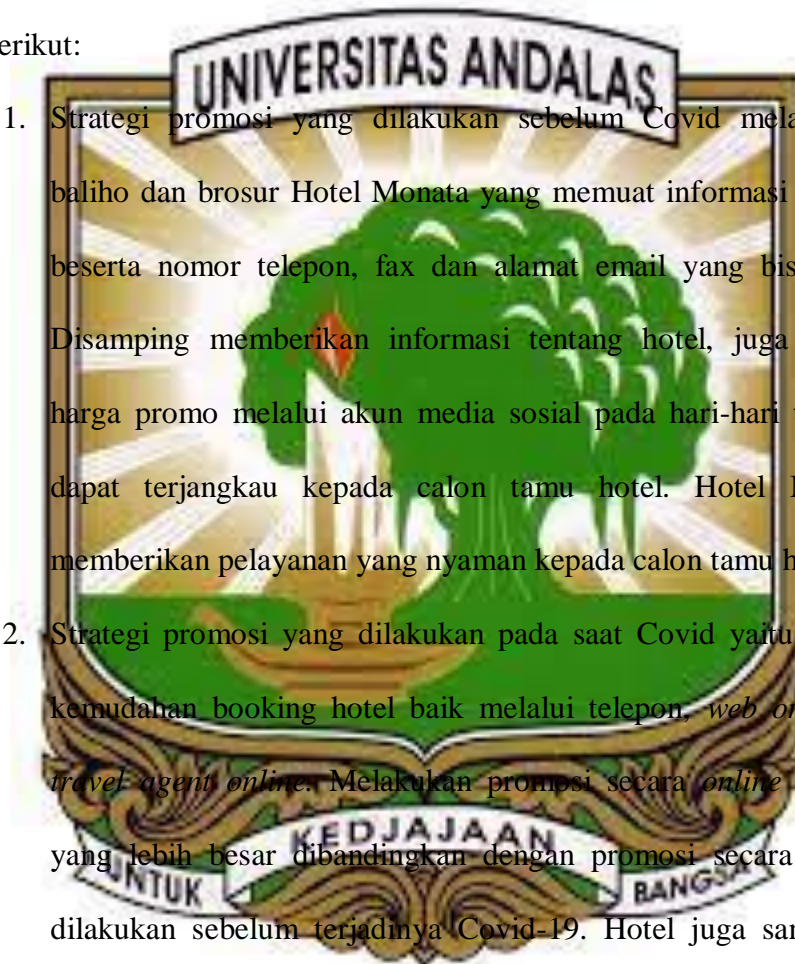 erikut:
UNIVERSITAS ANDALAS
1. Strategi promosi yang dilakukan sebelum Covid mela
baliho dan brosur Hotel Monata yang memuat informasi
beserta nomor telepon, fax dan alamat email yang bis
Disamping memberikan informasi tentang hotel, juga
harga promo melalui akun media sosial pada hari-hari
dapat terjangkau kepada calon tamu hotel. Hotel
memberikan pelayanan yang nyaman kepada calon tamu h
2. Strategi promosi yang dilakukan pada saat Covid yaitu
kemudahan booking hotel baik melalui telepon, web on
travel agent online. Melakukan promosi secara online
yang lebih besar dibandingkan dengan promosi secara
UNTUK KEDJAJAAN BANGSA
dilakukan sebelum terjadinya Covid-19. Hotel juga sar